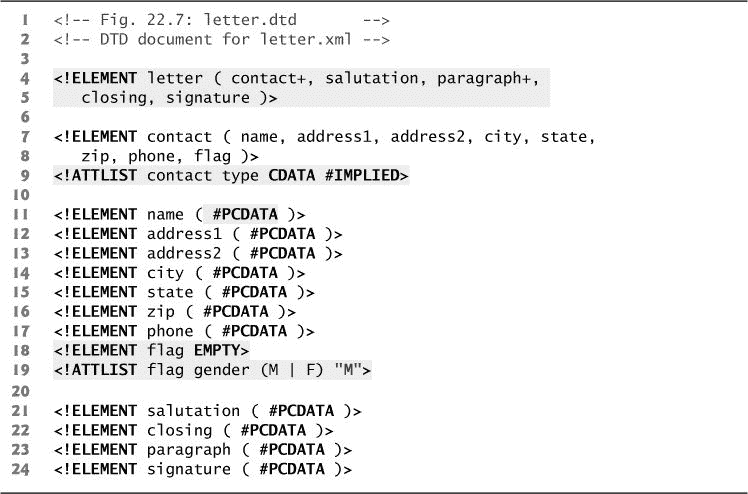 1 <!-- Fig. 22.7: letter.dtd -->
2 <!-- DTD document for letter.xml -->
3
4 <!ELEMENT letter ( contact+, salutation, paragraph+,
5 closing, signature )>
6
7 <!ELEMENT contact ( name, address1, address2, city, state,
8 zip, phone, flag )>
9 <!ATTLIST contact type CDATA #IMPLIED>
10
11 <!ELEMENT name ( #PCDATA )>
12 <!ELEMENT address1 ( #PCDATA )>
13 <!ELEMENT address2 ( #PCDATA )>
14 <!ELEMENT city ( #PCDATA )>
15 <!ELEMENT state ( #PCDATA )>
16 <!ELEMENT zip ( #PCDATA )>
17 <!ELEMENT phone ( #PCDATA )>
18 <!ELEMENT flag EMPTY>
19 <!ATTLIST flag gender (M | F) "M">
20
21 <!ELEMENT salutation ( #PCDATA )>
22 <!ELEMENT closing ( #PCDATA )>
23 <!ELEMENT paragraph ( #PCDATA )>
24 <!ELEMENT signature ( #PCDATA )>